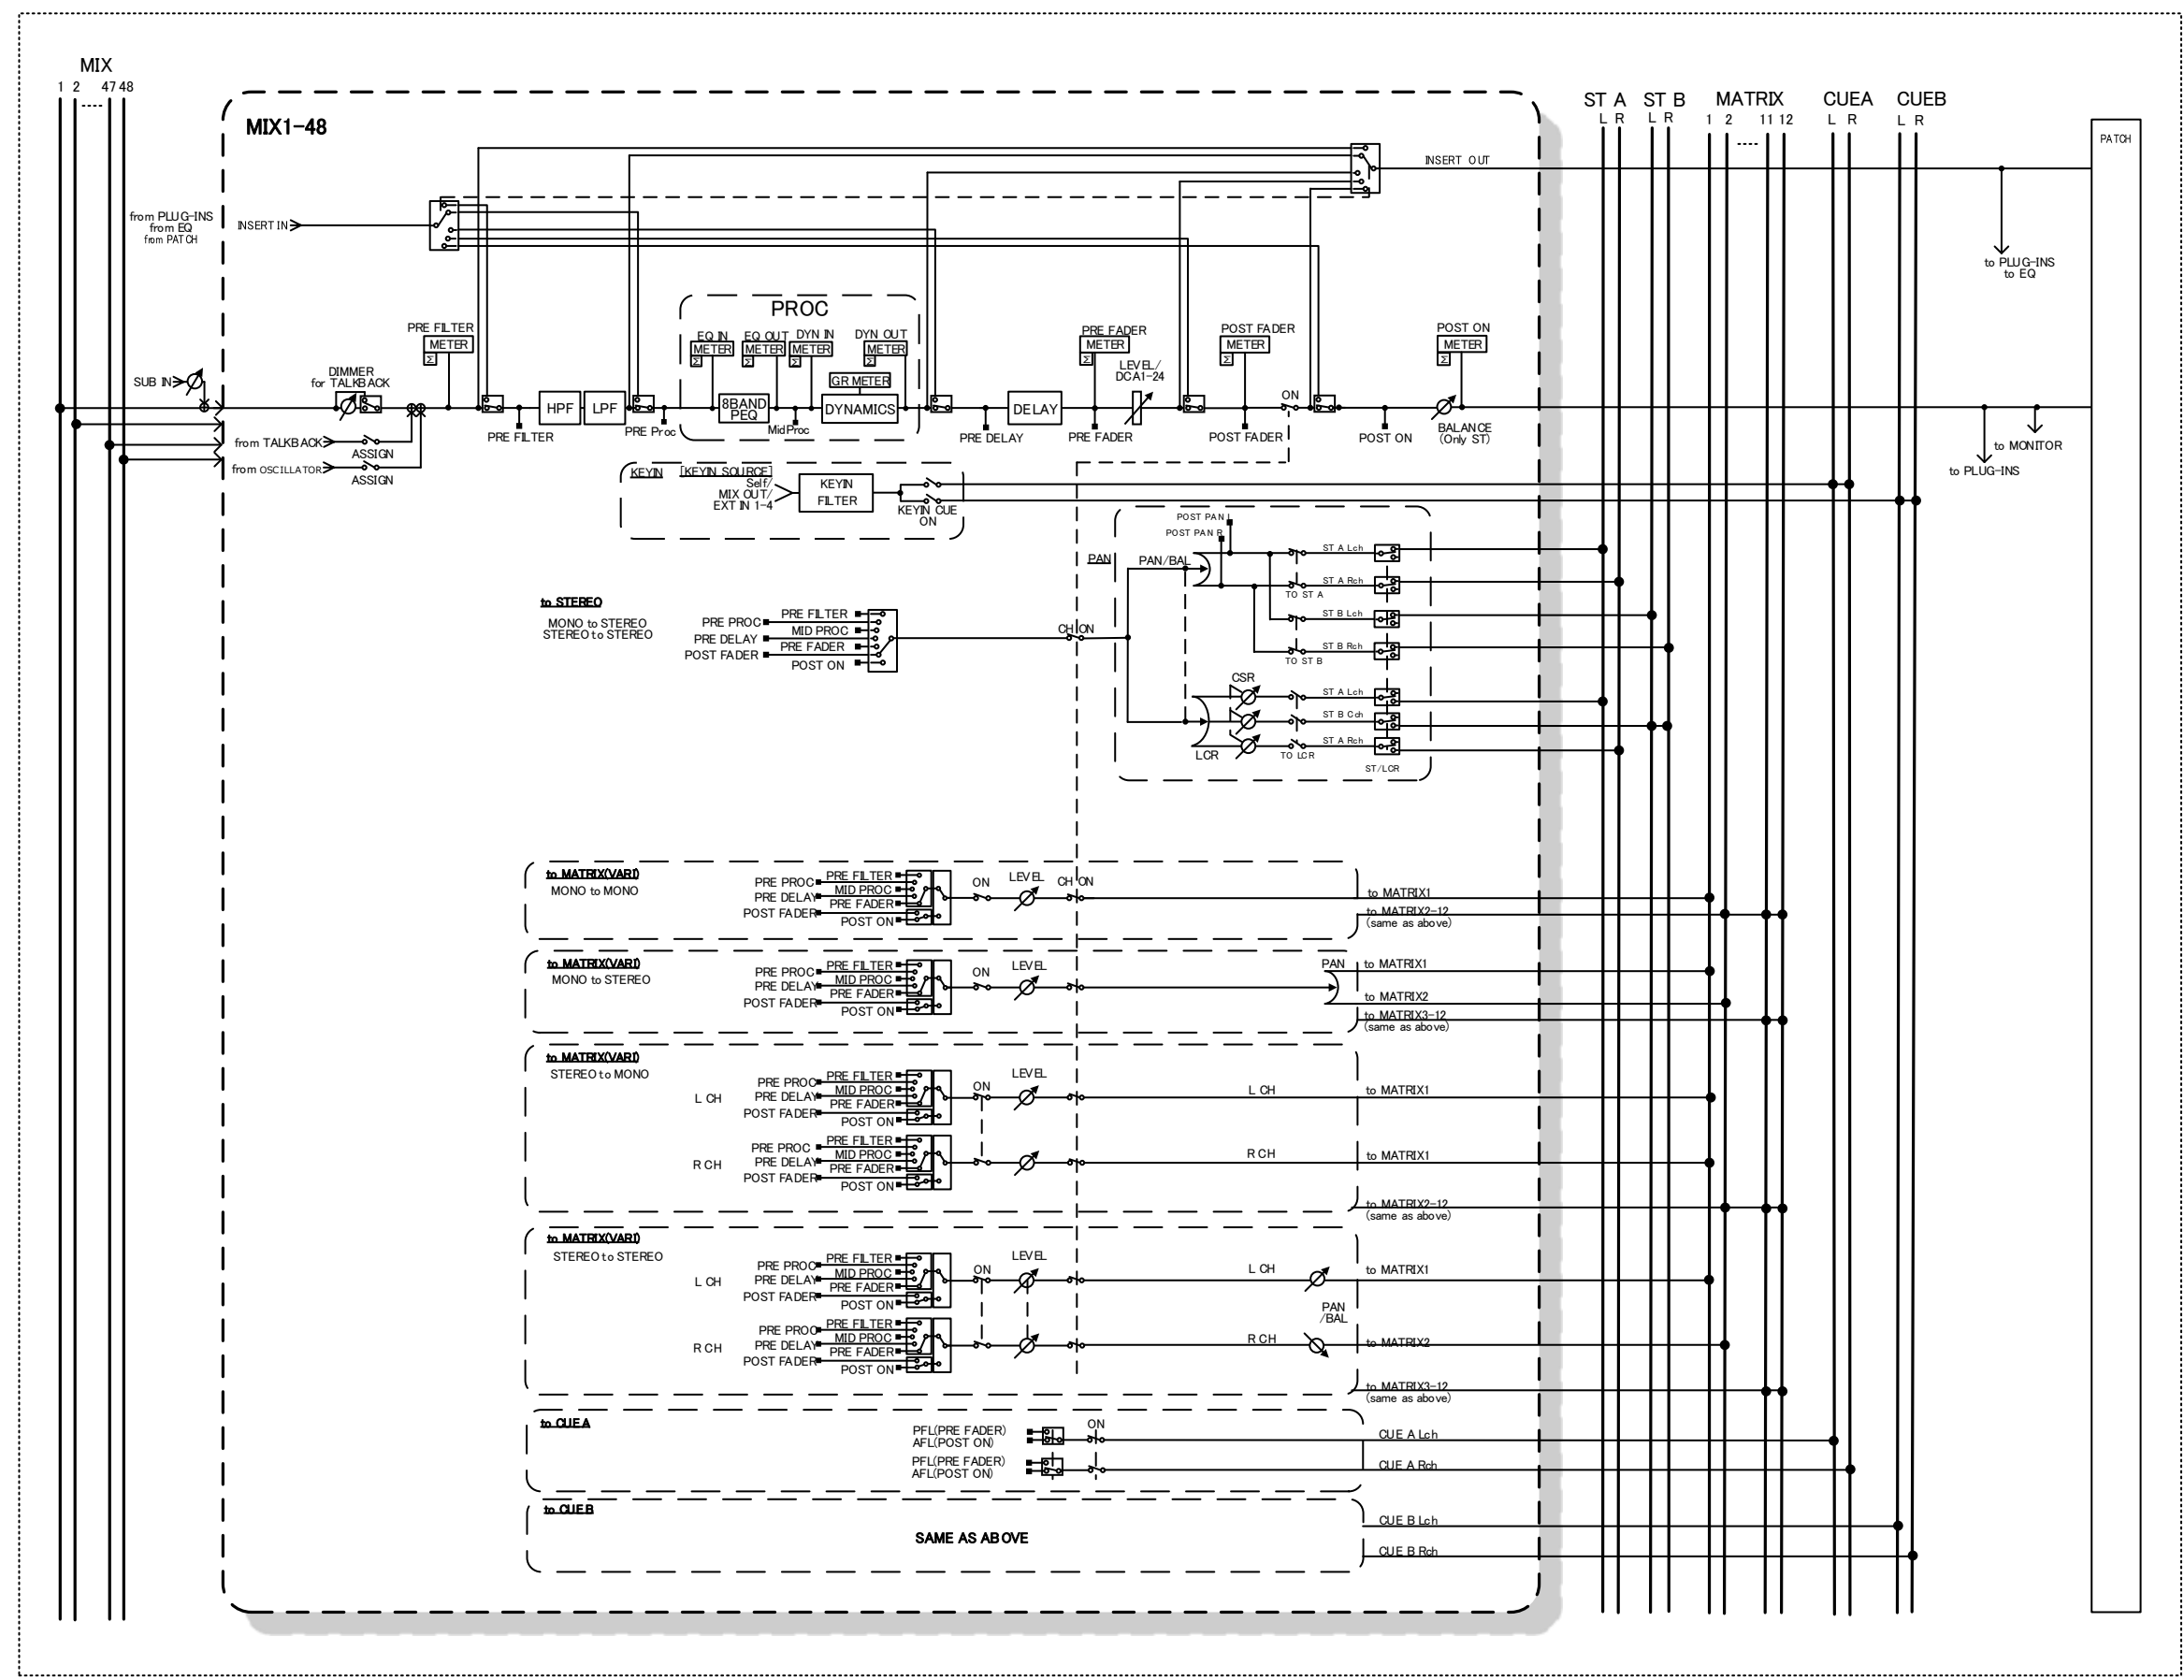 MIX
1 2 ---- 47 48
MIX1-48
ST A
L R
ST B
L R
MATRIX
1 2 ---- 11 12
CUEA
L R
CUEB
L R
PATCH
INSERT OUT
from PLUG-INS
from EQ
from PATCH
INSERT IN
to PLUG-INS
to EQ
PROC
PRE FILTER
METER
Σ
EQ IN
METER
Σ
EQ OUT
METER
Σ
DYN IN
METER
Σ
DYN OUT
METER
Σ
PRE FADER
METER
Σ
POST FADER
METER
Σ
POST ON
METER
Σ
SUB IN
DIMMER
for TALKBACK
GR METER
LEVEL/
DCA1-24
ON
HPF
LPF
8BAND
PEQ
DYNAMICS
DELAY
PRE FILTER
PRE Proc
MidProc
PRE DELAY
PRE FADER
POST FADER
POST ON
BALANCE
(Only ST)
to MONITOR
to PLUG-INS
from TALKBACK
ASSIGN
from OSCILLATOR
ASSIGN
KEYIN
[KEYIN SOURCE]
Self/
MIX OUT/
EXT IN 1-4
KEYIN
FILTER
KEYIN CUE
ON
POST PAN L
POST PAN R
PAN
PAN/BAL
ST A Lch
ST A Rch
TO ST A
ST B Lch
ST B Rch
TO ST B
CSR
ST A Lch
ST B Cch
ST A Rch
LCR
TO LCR
ST/LCR
to STEREO
MONO to STEREO
STEREO to STEREO
PRE FILTER
PRE PROC
MID PROC
PRE DELAY
PRE FADER
POST FADER
POST ON
CH ON
to MATRIX(VARI)
MONO to MONO
PRE FILTER
PRE PROC
MID PROC
PRE DELAY
PRE FADER
POST FADER
POST ON
ON
LEVEL
CH ON
to MATRIX1
to MATRIX2-12
(same as above)
to MATRIX(VARI)
MONO to STEREO
PRE FILTER
PRE PROC
MID PROC
PRE DELAY
PRE FADER
POST FADER
POST ON
ON
LEVEL
PAN
to MATRIX1
to MATRIX2
to MATRIX3-12
(same as above)
to MATRIX(VARI)
STEREO to MONO
L CH
PRE FILTER
PRE PROC
MID PROC
PRE DELAY
PRE FADER
POST FADER
POST ON
ON
LEVEL
L CH
to MATRIX1
R CH
PRE FILTER
PRE PROC
MID PROC
PRE DELAY
PRE FADER
POST FADER
POST ON
R CH
to MATRIX1
to MATRIX2-12
(same as above)
to MATRIX(VARI)
STEREO to STEREO
L CH
PRE FILTER
PRE PROC
MID PROC
PRE DELAY
PRE FADER
POST FADER
POST ON
ON
LEVEL
L CH
to MATRIX1
PAN
/BAL
R CH
PRE FILTER
PRE PROC
MID PROC
PRE DELAY
PRE FADER
POST FADER
POST ON
R CH
to MATRIX2
to MATRIX3-12
(same as above)
to CUE A
PFL(PRE FADER)
AFL(POST ON)
ON
CUE A Lch
PFL(PRE FADER)
AFL(POST ON)
CUE A Rch
to CUE B
SAME AS ABOVE
CUE B Lch
CUE B Rch